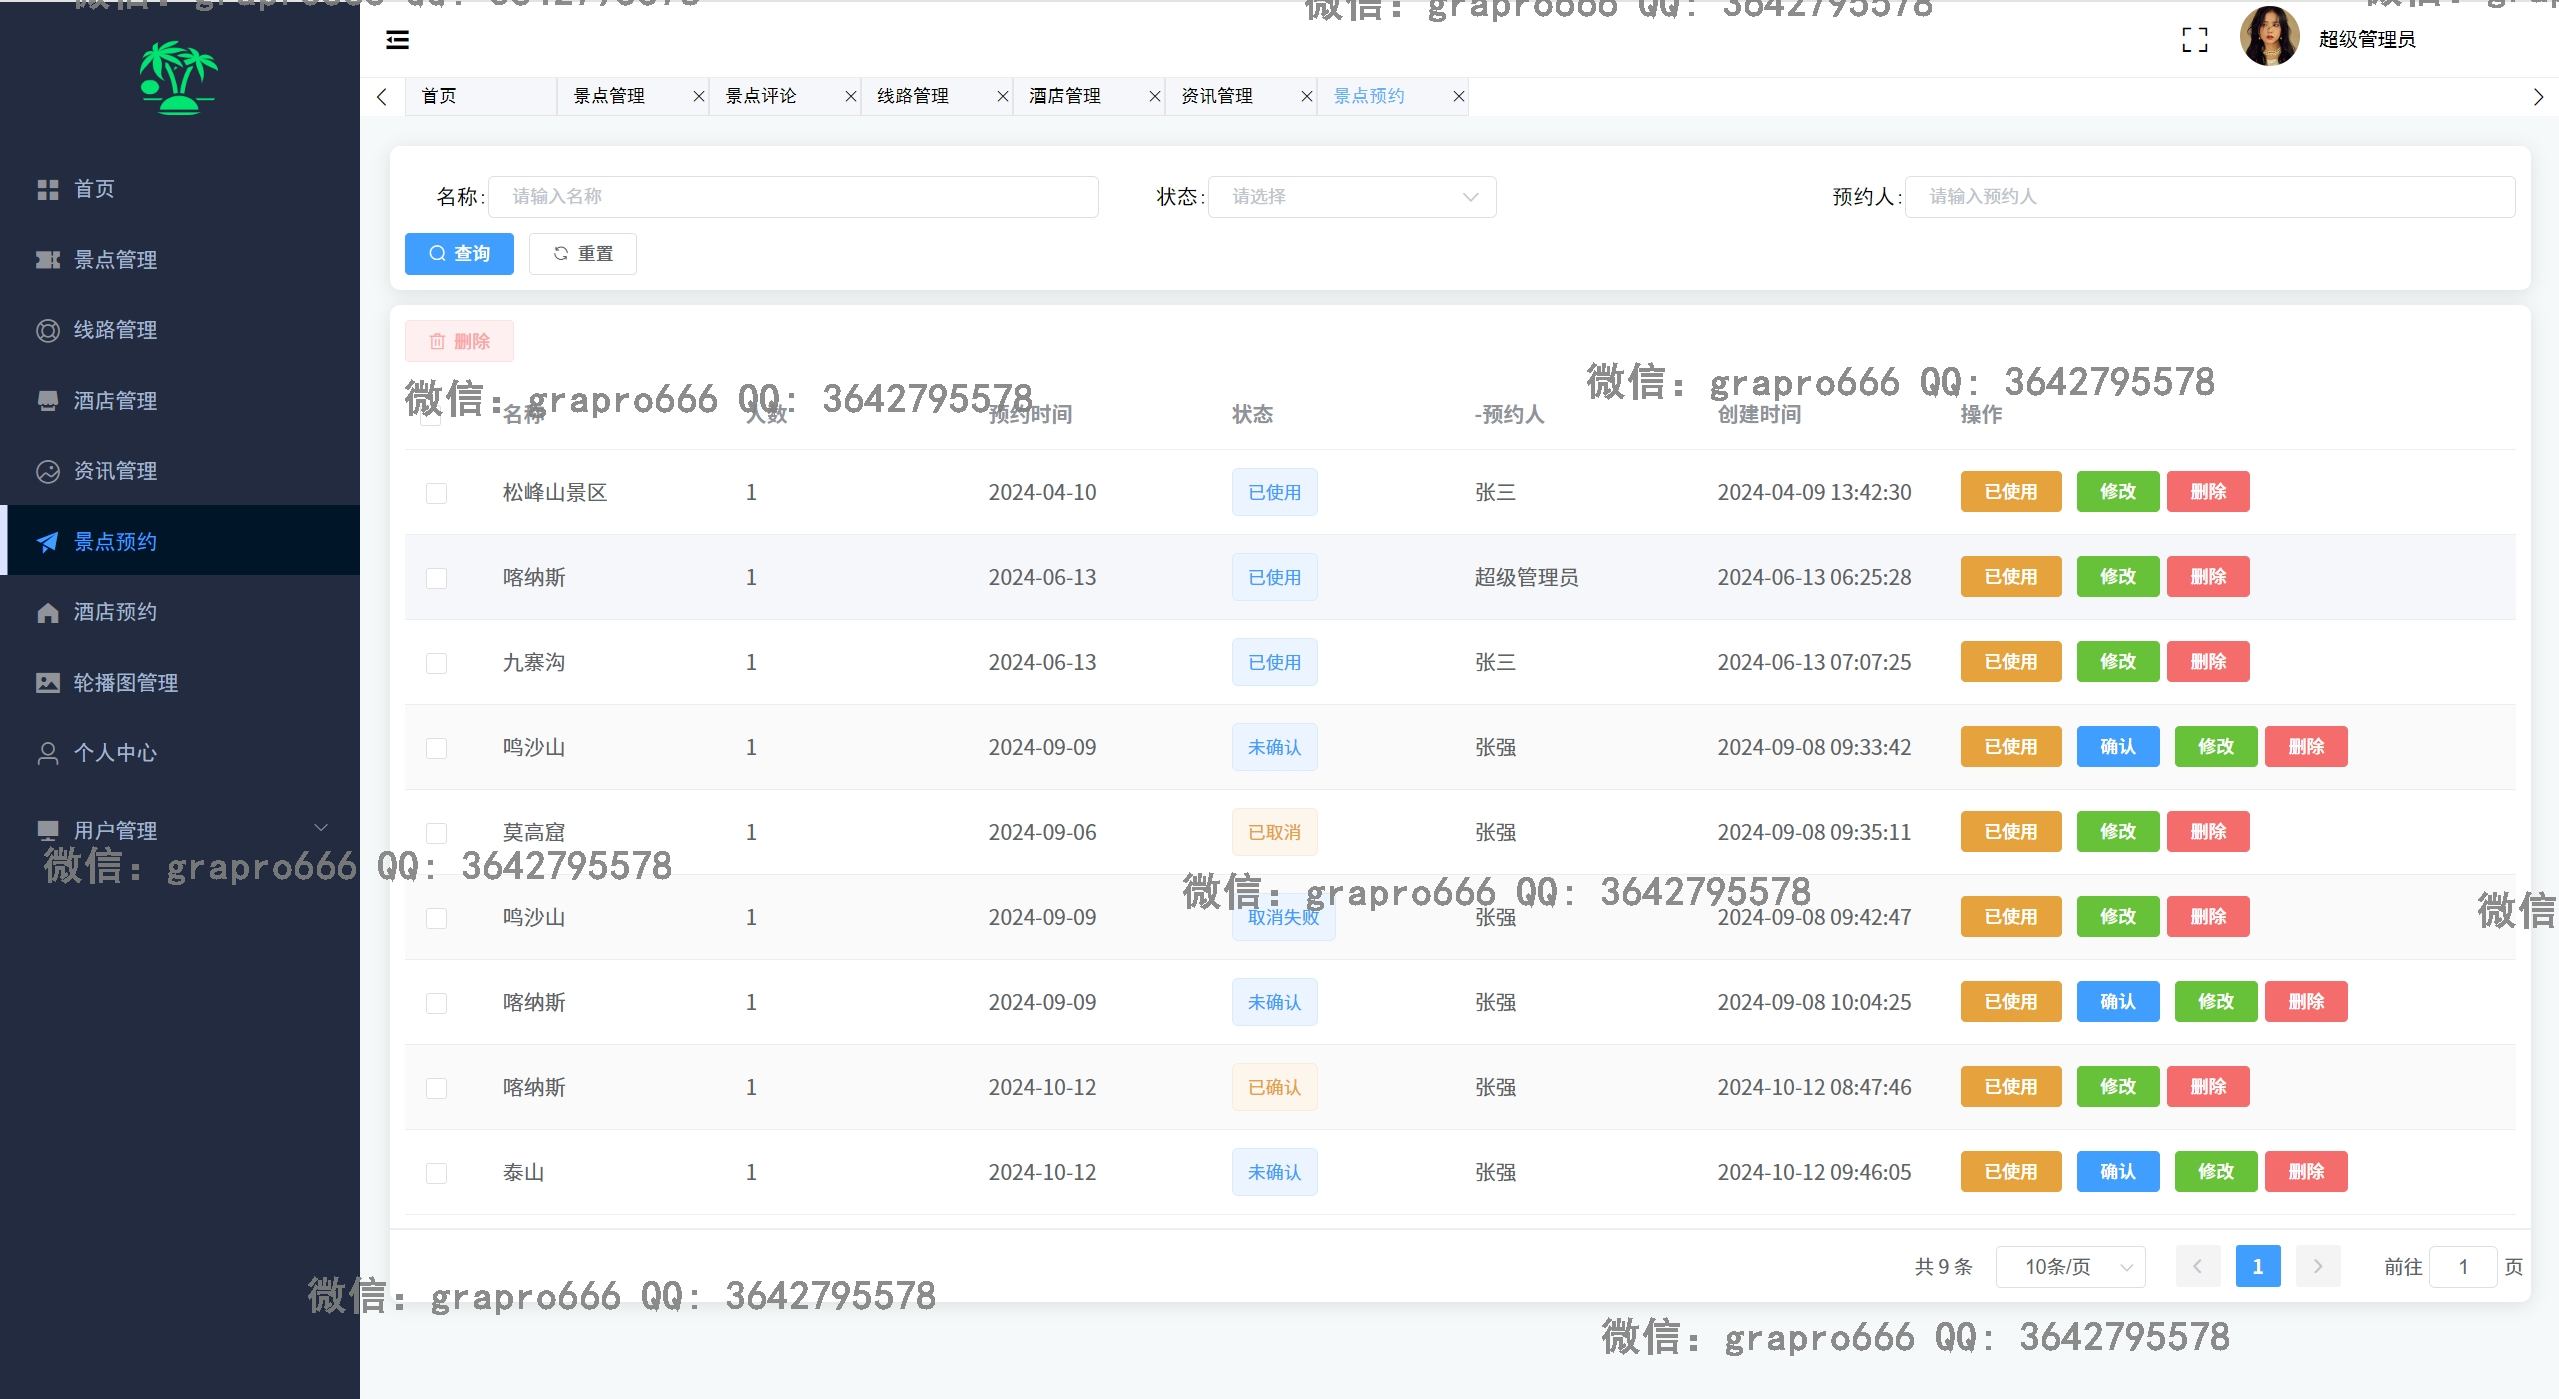 微信: grapro666 QQ: 3642795578
超级管理员
首页 景点管理 景点评论 线路管理 酒店管理 资讯管理 景点预约
首页
景点管理
线路管理
酒店管理
资讯管理
景点预约
酒店预约
轮播图管理
个人中心
用户管理
名称: 请输入名称 状态: 请选择 预约人: 请输入预约人
查询 重置
删除
微信: grapro666 QQ: 3642795578
微信: grapro666 QQ: 3642795578
名称 人数 预约时间 状态 -预约人 创建时间 操作
松峰山景区 1 2024-04-10 已使用 张三 2024-04-09 13:42:30 已使用 修改 删除
喀纳斯 1 2024-06-13 已使用 超级管理员 2024-06-13 06:25:28 已使用 修改 删除
九寨沟 1 2024-06-13 已使用 张三 2024-06-13 07:07:25 已使用 修改 删除
鸣沙山 1 2024-09-09 未确认 张强 2024-09-08 09:33:42 已使用 确认 修改 删除
莫高窟 1 2024-09-06 已取消 张强 2024-09-08 09:35:11 已使用 修改 删除
微信: grapro666 QQ: 3642795578
微信: grapro666 QQ: 3642795578
微信
鸣沙山 1 2024-09-09 取消失败 张强 2024-09-08 09:42:47 已使用 修改 删除
喀纳斯 1 2024-09-09 未确认 张强 2024-09-08 10:04:25 已使用 确认 修改 删除
喀纳斯 1 2024-10-12 已确认 张强 2024-10-12 08:47:46 已使用 修改 删除
泰山 1 2024-10-12 未确认 张强 2024-10-12 09:46:05 已使用 确认 修改 删除
共 9 条 10条/页 1 前往 1 页
微信: grapro666 QQ: 3642795578
微信: grapro666 QQ: 3642795578